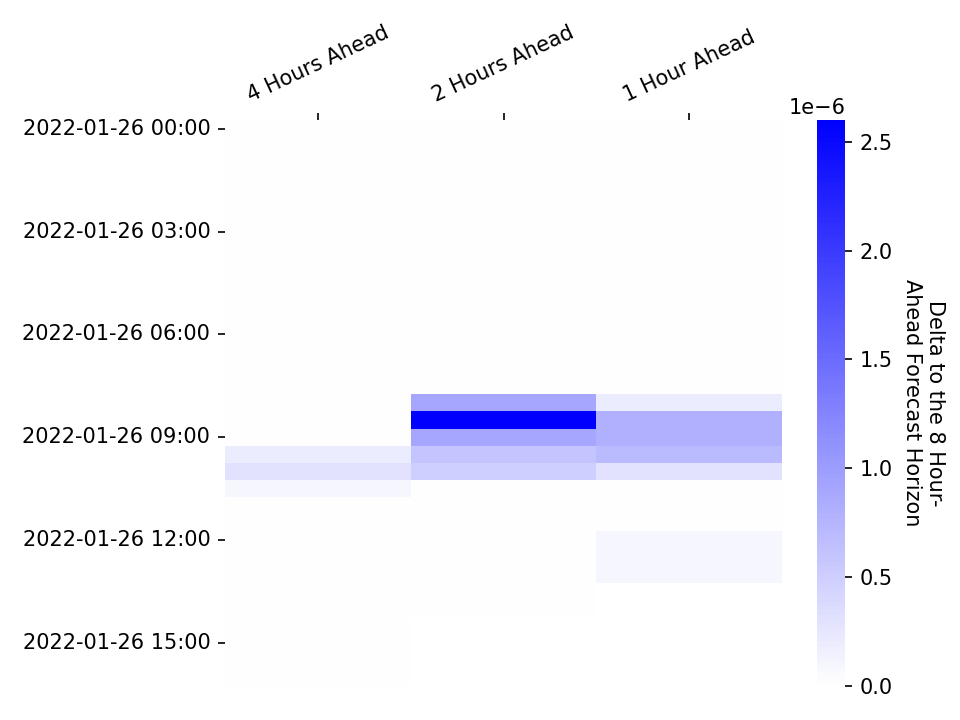 4 Hours Ahead
2 Hours Ahead
1 Hour Ahead
1e−6
2022-01-26 00:00
2022-01-26 03:00
2022-01-26 06:00
2022-01-26 09:00
2022-01-26 12:00
2022-01-26 15:00
2.5
2.0
1.5
1.0
0.5
0.0
Delta to the 8 Hour-
Ahead Forecast Horizon